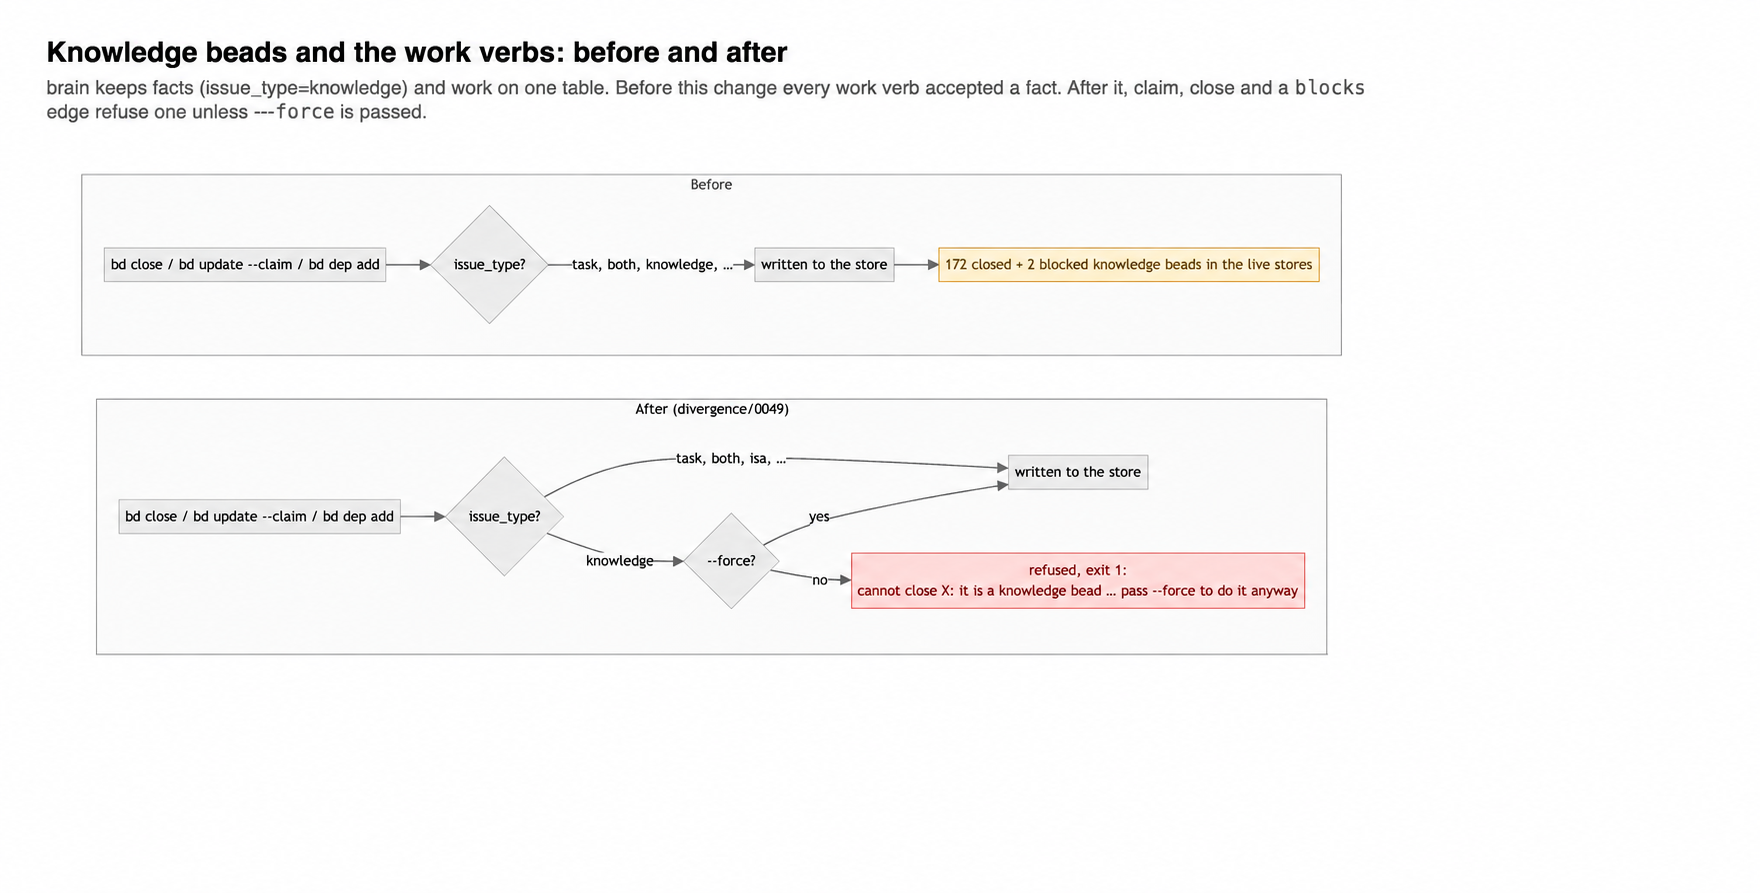 Knowledge beads and the work verbs: before and after
brain keeps facts (issue_type=knowledge) and work on one table. Before this change every work verb accepted a fact. After it, claim, close and a blocks
edge refuse one unless ---force is passed.
Before
bd close / bd update --claim / bd dep add
issue_type?
task, both, knowledge, ...
written to the store
172 closed + 2 blocked knowledge beads in the live stores
After (divergence/0049)
task, both, isa, ...
written to the store
bd close / bd update --claim / bd dep add
issue_type?
yes
knowledge
--force?
no
refused, exit 1:
cannot close X: it is a knowledge bead ... pass --force to do it anyway